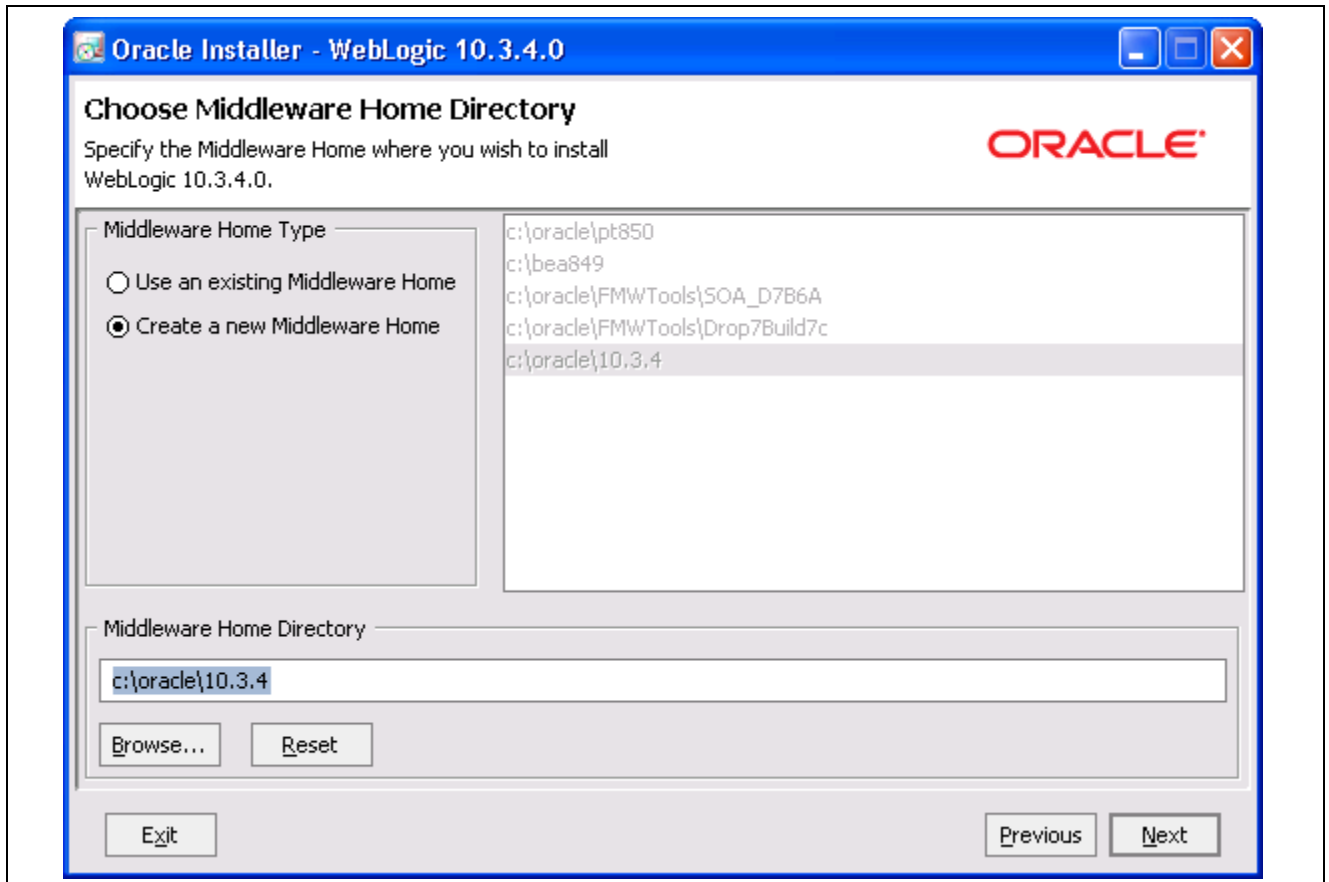 Oracle Installer - WebLogic 10.3.4.0
Choose Middleware Home Directory
Specify the Middleware Home where you wish to install
WebLogic 10.3.4.0.
ORACLE
Middleware Home Type
Use an existing Middleware Home
Create a new Middleware Home
c:\oracle\pt850
c:\bea849
c:\oracle\FMWTools\SOA_D7B6A
c:\oracle\FMWTools\Drop7Build7c
c:\oracle\10.3.4
Middleware Home Directory
c:\oracle\10.3.4
Browse... Reset
Exit Previous Next